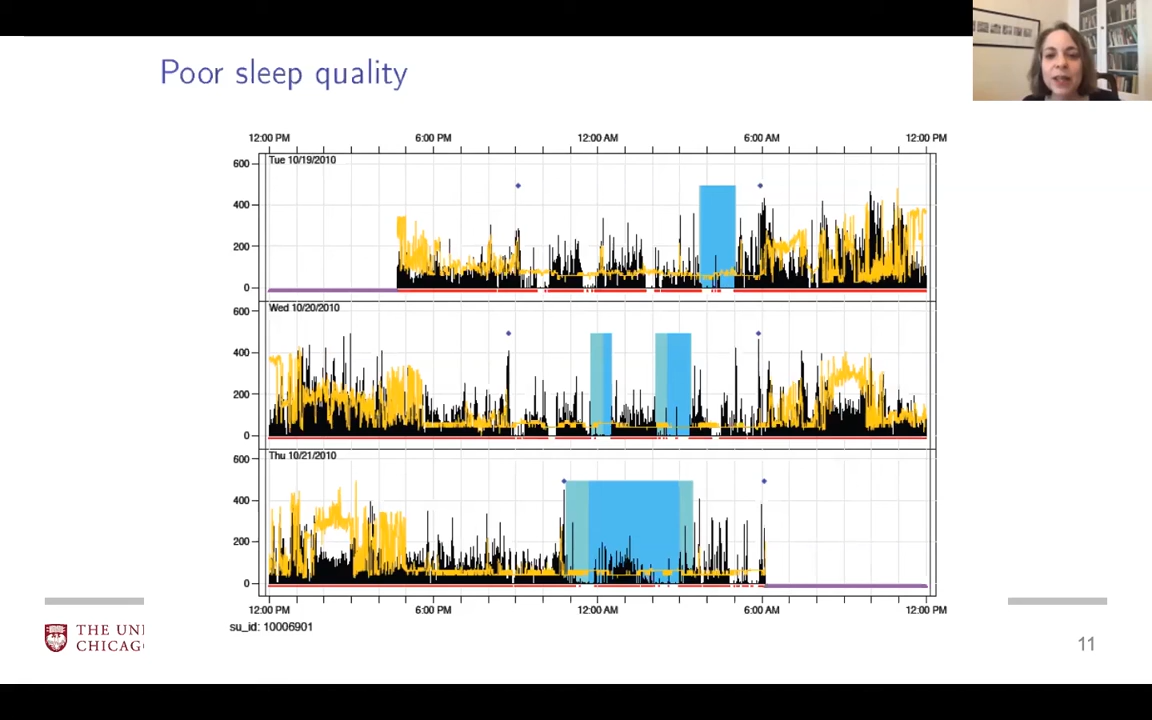 Poor sleep quality
12:00 PM 6:00 PM 12:00 AM 6:00 AM 12:00 PM
Tue 10/19/2010
600
400
200
0
Wed 10/20/2010
600
400
200
0
Thu 10/21/2010
600
400
200
0
12:00 PM 6:00 PM 12:00 AM 6:00 AM 12:00 PM
su_id: 10006901
THE UNI
CHICAG
11